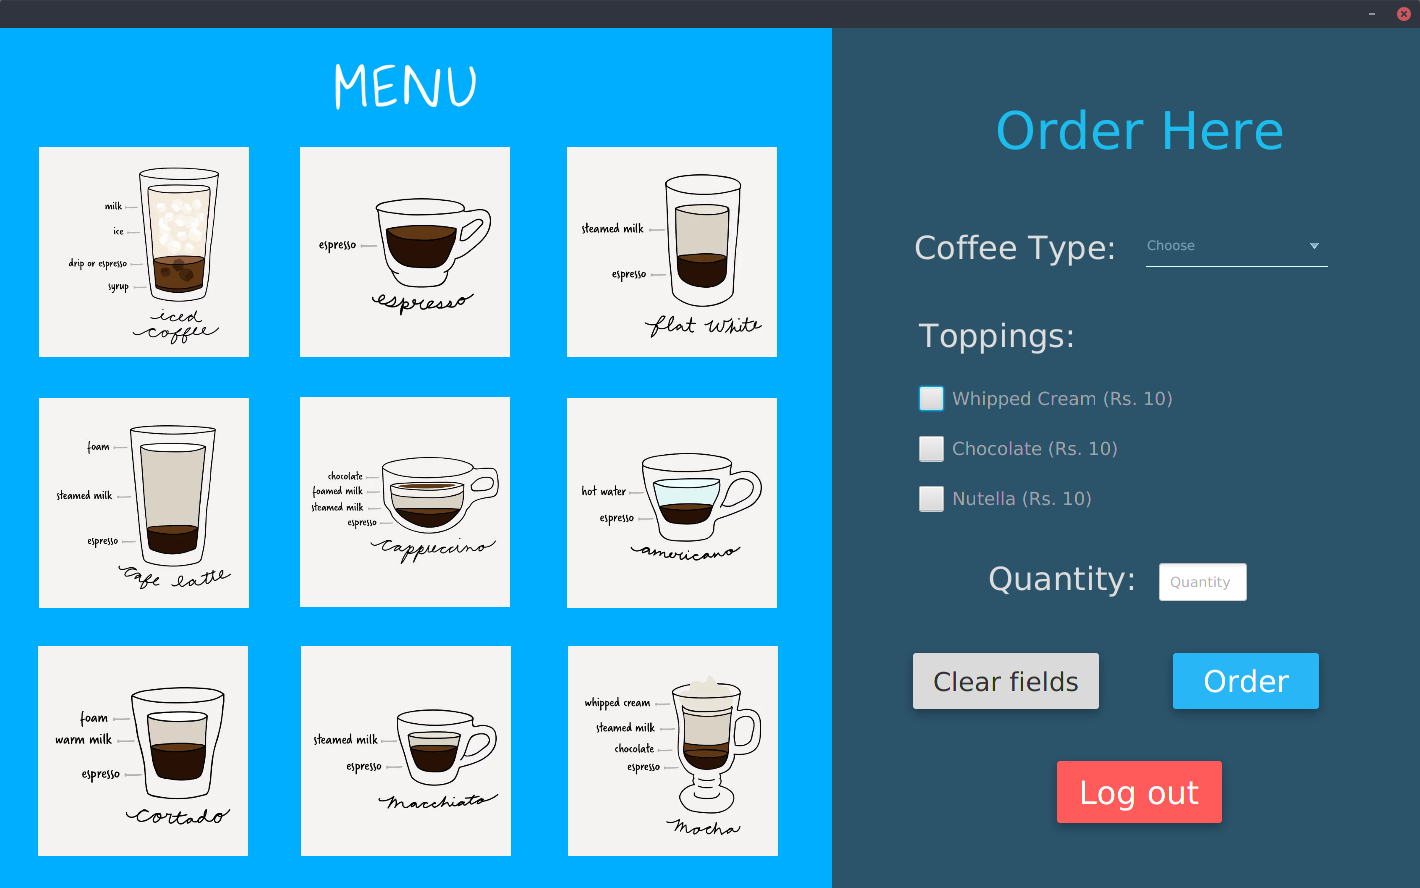 MENU
milk
ice
drip or espresso
syrup
iced
coffee
espresso
espresso
steamed milk
espresso
flat white
foam
steamed milk
espresso
cafe latte
chocolate
foamed milk
steamed milk
espresso
cappuccino
hot water
espresso
americano
foam
warm milk
espresso
cortado
steamed milk
espresso
macchiato
whipped cream
steamed milk
chocolate
espresso
mocha
Order Here
Coffee Type:
Choose
Toppings:
Whipped Cream (Rs. 10)
Chocolate (Rs. 10)
Nutella (Rs. 10)
Quantity:
Quantity
Clear fields
Order
Log out